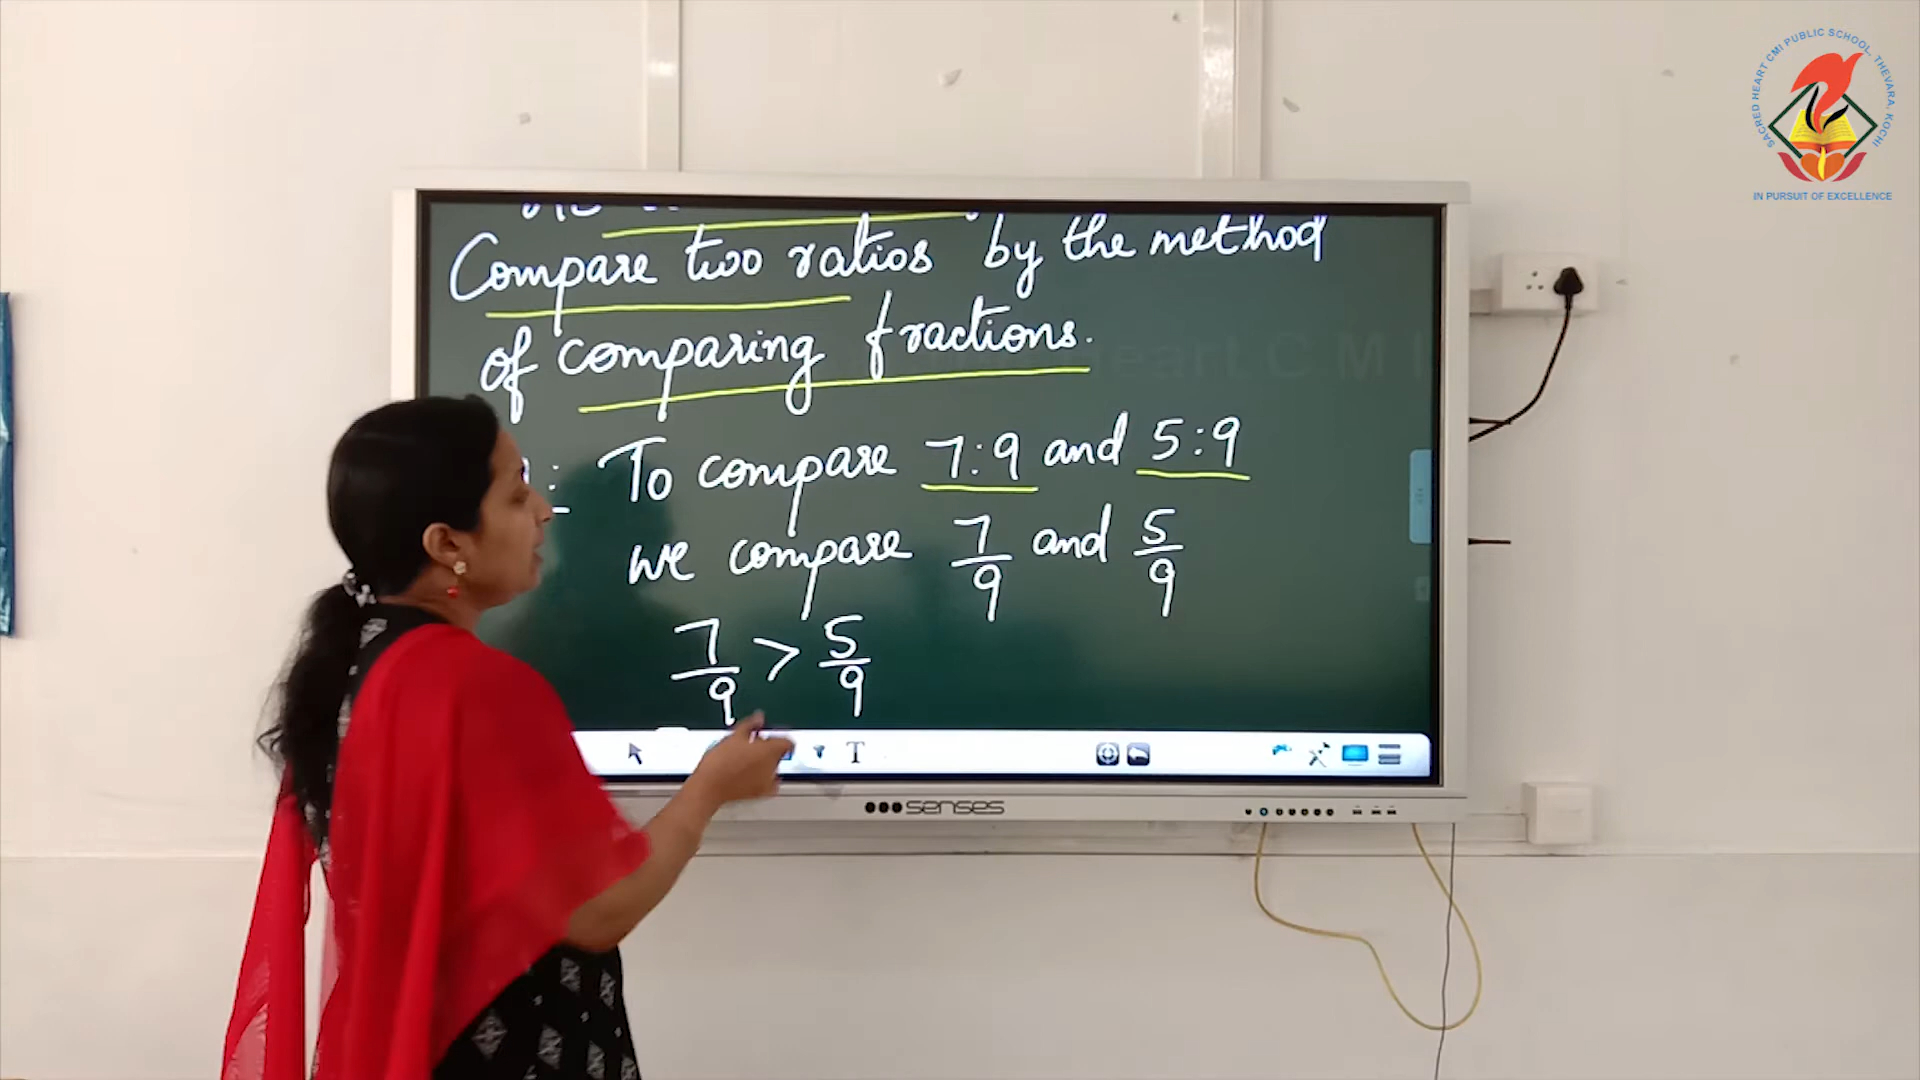 Compare two ratios by the method
of comparing fractions.
: To compare 7:9 and 5:9
we compare 7/9 and 5/9
7/9 > 5/9
T
senses
Heart C M I
SACRED HEART CMI PUBLIC SCHOOL, THEVARA, KOCHI
IN PURSUIT OF EXCELLENCE